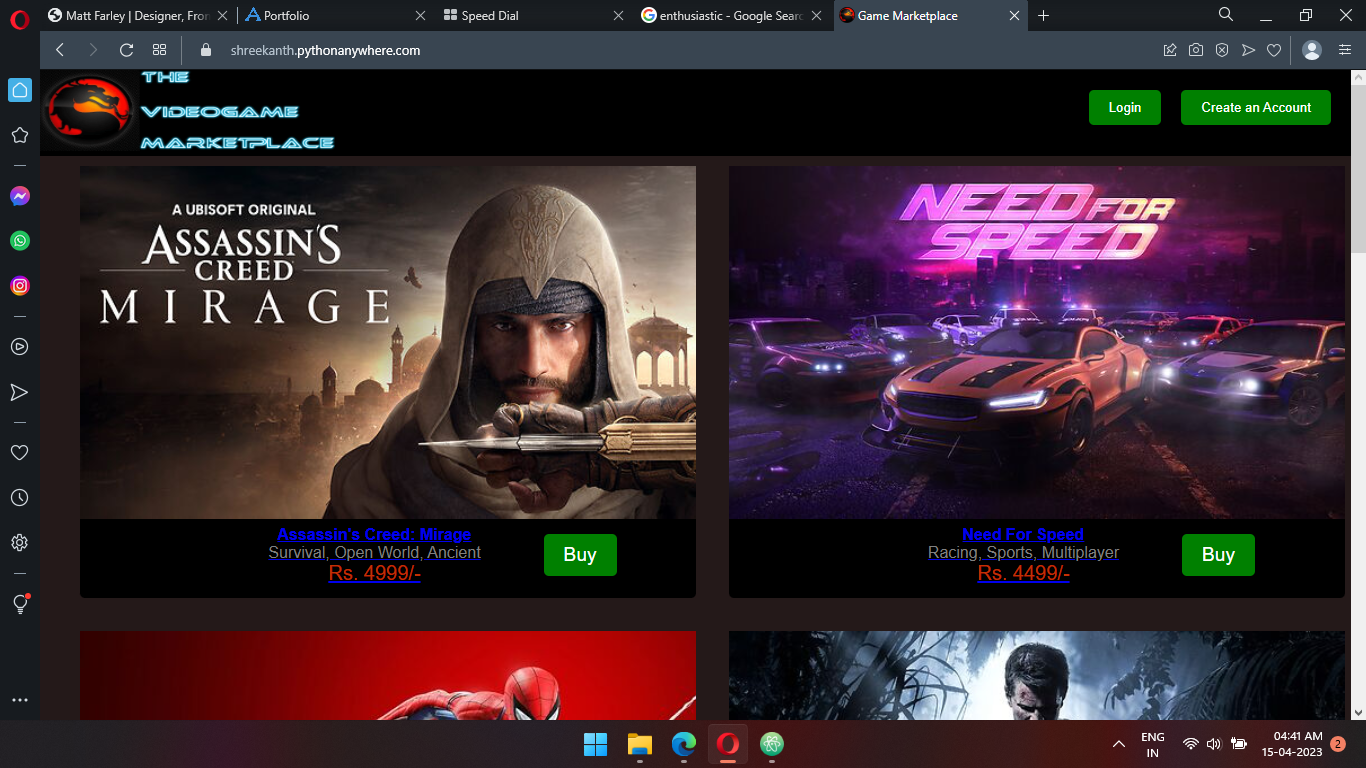 Matt Farley | Designer, Fron
Portfolio
Speed Dial
enthusiastic - Google Searc
Game Marketplace
shreekanth.pythonanywhere.com
THE
VIDEOGAME
MARKETPLACE
Login
Create an Account
A UBISOFT ORIGINAL
ASSASSIN'S
CREED
MIRAGE
NEED FOR
SPEED
Assassin's Creed: Mirage
Survival, Open World, Ancient
Rs. 4999/-
Buy
Need For Speed
Racing, Sports, Multiplayer
Rs. 4499/-
Buy
ENG
IN
04:41 AM
15-04-2023
2